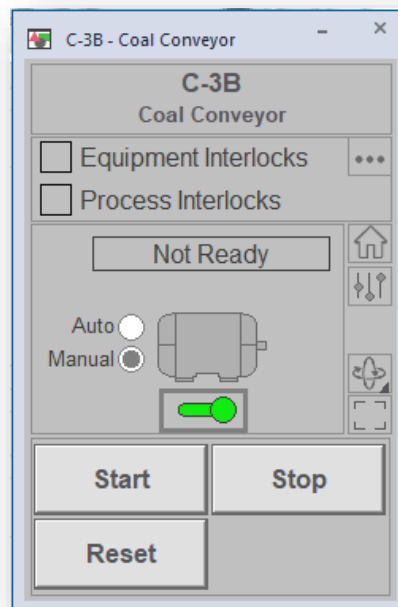 C-3B - Coal Conveyor
C-3B
Coal Conveyor
Equipment Interlocks
Process Interlocks
Not Ready
Auto
Manual
Start
Stop
Reset